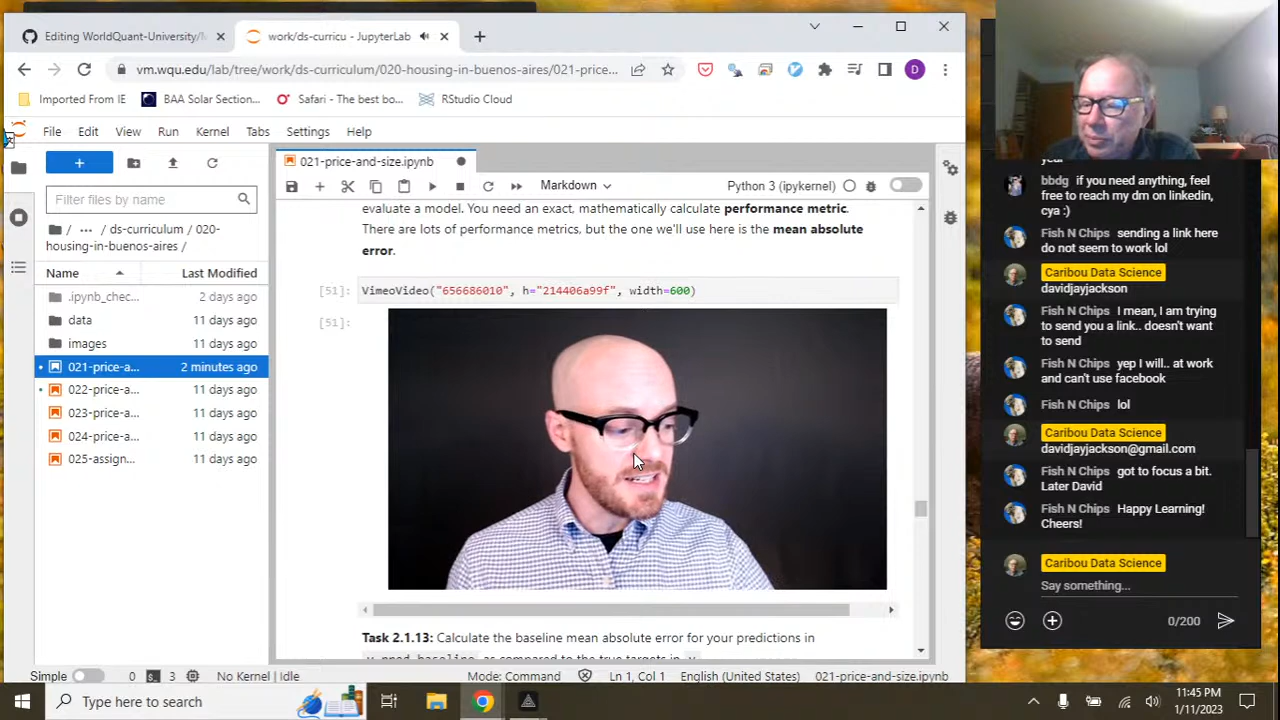 Editing WorldQuant-University/
work/ds-curricu - JupyterLab
vm.wqu.edu/lab/tree/work/ds-curriculum/020-housing-in-buenos-aires/021-price...
D
Imported From IE
BAA Solar Section...
Safari - The best bo...
RStudio Cloud
File
Edit
View
Run
Kernel
Tabs
Settings
Help
+
Filter files by name
/ ... / ds-curriculum / 020-
housing-in-buenos-aires /
Name
Last Modified
.ipynb_chec... 2 days ago
data 11 days ago
images 11 days ago
021-price-a... 2 minutes ago
022-price-a... 11 days ago
023-price-a... 11 days ago
024-price-a... 11 days ago
025-assign... 11 days ago
021-price-and-size.ipynb
Markdown
Python 3 (ipykernel)
evaluate a model. You need an exact, mathematically calculate performance metric.
There are lots of performance metrics, but the one we'll use here is the mean absolute
error.
[51]: VimeoVideo("656686010", h="214406a99f", width=600)
[51]:
Task 2.1.13: Calculate the baseline mean absolute error for your predictions in
y_pred_baseline as compared to the true targets in y
Simple
0
3
No Kernel | Idle
Mode: Command
Ln 1, Col 1
English (United States)
021-price-and-size.ipynb
bbdg if you need anything, feel
free to reach my dm on linkedin,
cya :)
Fish N Chips sending a link here
do not seem to work lol
Caribou Data Science
davidjayjackson
Fish N Chips I mean, I am trying
to send you a link.. doesn't want
to send
Fish N Chips yep I will.. at work
and can't use facebook
Fish N Chips lol
Caribou Data Science
davidjayjackson@gmail.com
Fish N Chips got to focus a bit.
Later David
Fish N Chips Happy Learning!
Cheers!
Caribou Data Science
Say something...
0/200
Type here to search
11:45 PM
1/11/2023